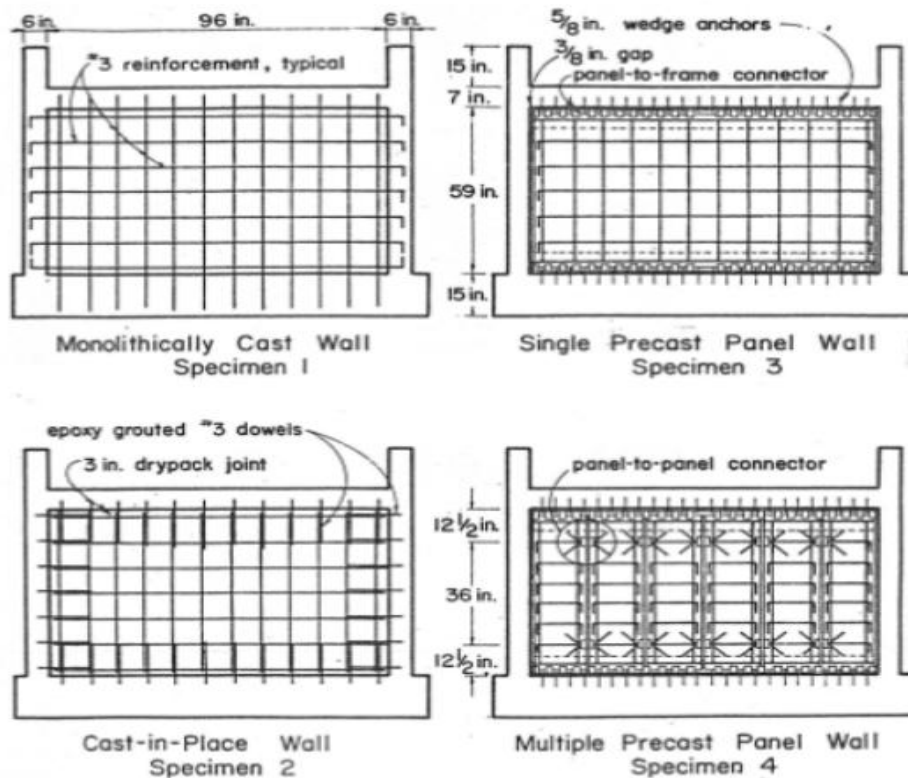 6 in.
96 in.
6 in.
#3 reinforcement, typical
Monolithically Cast Wall
Specimen 1
5/8 in. wedge anchors
3/8 in. gap
panel-to-frame connector
15 in.
7 in.
59 in.
15 in.
Single Precast Panel Wall
Specimen 3
epoxy grouted #3 dowels
3 in. drypack joint
Cast-in-Place Wall
Specimen 2
panel-to-panel connector
12 1/2 in.
36 in.
12 1/2 in.
Multiple Precast Panel Wall
Specimen 4